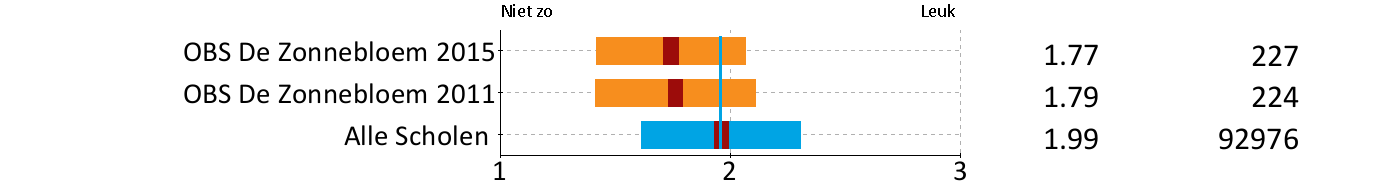 Niet zo Leuk
OBS De Zonnebloem 2015 1.77 227
OBS De Zonnebloem 2011 1.79 224
Alle Scholen 1.99 92976
1 2 3